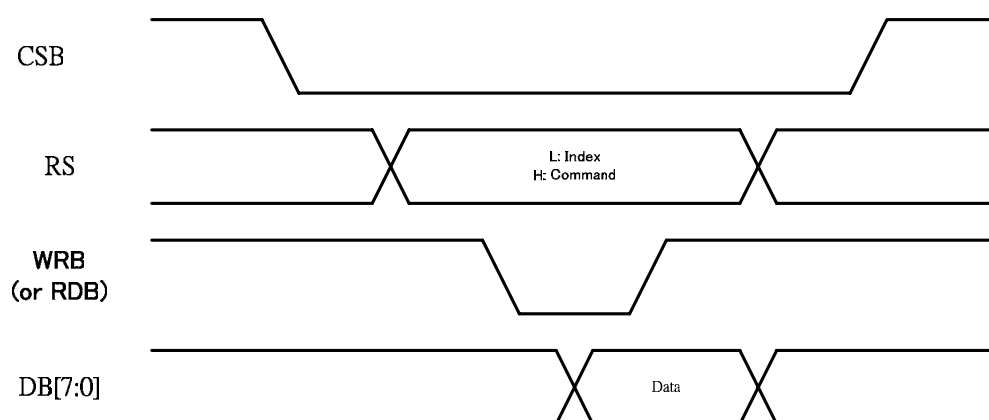 CSB
RS
L: Index
H: Command
WRB
(or RDB)
DB[7:0]
Data